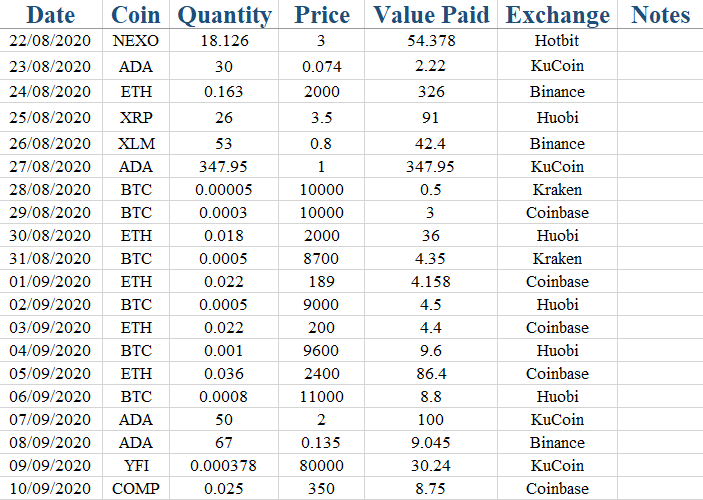 Date Coin Quantity Price Value Paid Exchange Notes
22/08/2020 NEXO 18.126 3 54.378 Hotbit
23/08/2020 ADA 30 0.074 2.22 KuCoin
24/08/2020 ETH 0.163 2000 326 Binance
25/08/2020 XRP 26 3.5 91 Huobi
26/08/2020 XLM 53 0.8 42.4 Binance
27/08/2020 ADA 347.95 1 347.95 KuCoin
28/08/2020 BTC 0.00005 10000 0.5 Kraken
29/08/2020 BTC 0.0003 10000 3 Coinbase
30/08/2020 ETH 0.018 2000 36 Huobi
31/08/2020 BTC 0.0005 8700 4.35 Kraken
01/09/2020 ETH 0.022 189 4.158 Coinbase
02/09/2020 BTC 0.0005 9000 4.5 Huobi
03/09/2020 ETH 0.022 200 4.4 Coinbase
04/09/2020 BTC 0.001 9600 9.6 Huobi
05/09/2020 ETH 0.036 2400 86.4 Coinbase
06/09/2020 BTC 0.0008 11000 8.8 Huobi
07/09/2020 ADA 50 2 100 KuCoin
08/09/2020 ADA 67 0.135 9.045 Binance
09/09/2020 YFI 0.000378 80000 30.24 KuCoin
10/09/2020 COMP 0.025 350 8.75 Coinbase